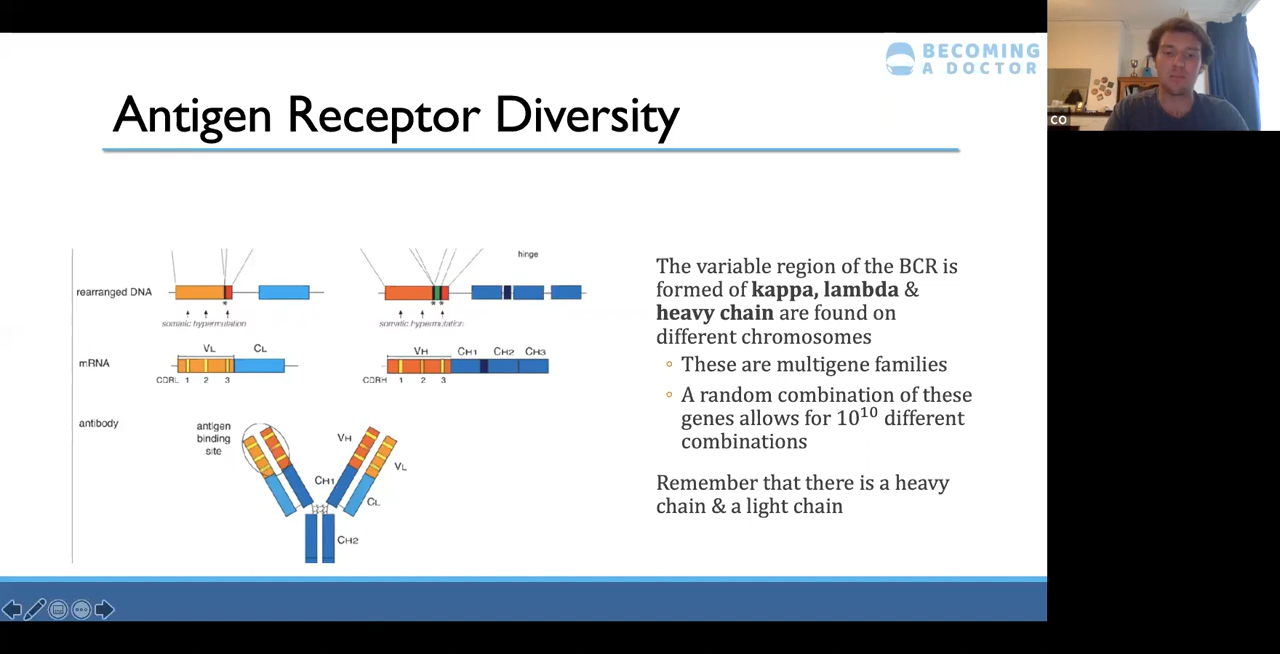 BECOMING
A DOCTOR
CO
Antigen Receptor Diversity
hinge
rearranged DNA
* * *
somatic hypermutation somatic hypermutation
VL CL VH CH1 CH2 CH3
mRNA
CDRL 1 2 3 CDRH 1 2 3
antibody
antigen
binding
site
VH
VL
CH1
CL
CH2
The variable region of the BCR is
formed of kappa, lambda &
heavy chain are found on
different chromosomes
◦ These are multigene families
◦ A random combination of these
genes allows for 10¹⁰ different
combinations
Remember that there is a heavy
chain & a light chain